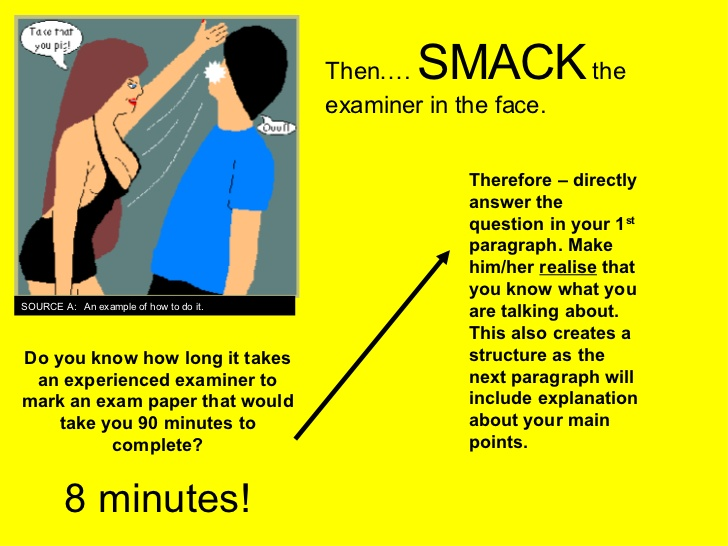 Take that
you pig!
Ouuff
SOURCE A: An example of how to do it.
Then…. SMACK the
examiner in the face.
Do you know how long it takes
an experienced examiner to
mark an exam paper that would
take you 90 minutes to
complete?
8 minutes!
Therefore – directly
answer the
question in your 1st
paragraph. Make
him/her realise that
you know what you
are talking about.
This also creates a
structure as the
next paragraph will
include explanation
about your main
points.